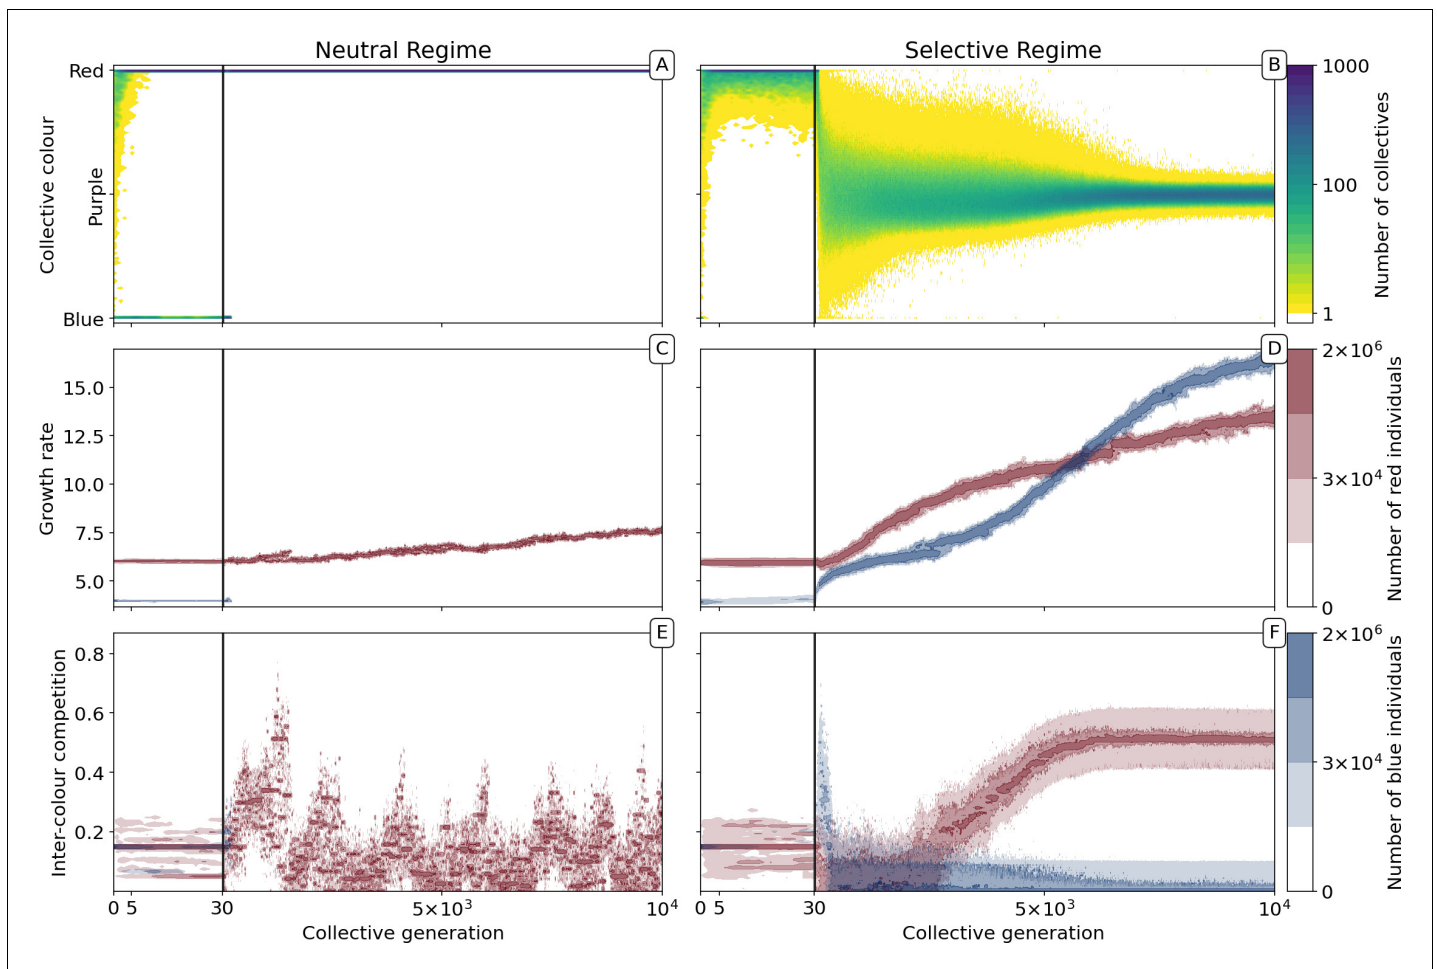 Neutral Regime
Selective Regime
A
B
Red
Purple
Blue
Collective colour
1000
100
1
Number of collectives
C
D
15.0
12.5
10.0
7.5
5.0
Growth rate
2×10⁶
3×10⁴
0
Number of red individuals
E
F
0.8
0.6
0.4
0.2
Inter-colour competition
2×10⁶
3×10⁴
0
Number of blue individuals
0 5 30 5×10³ 10⁴
0 5 30 5×10³ 10⁴
Collective generation
Collective generation